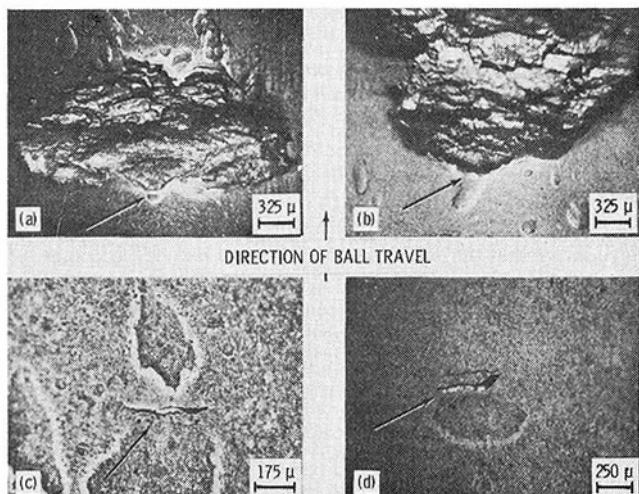 (a)
325 μ
(b)
325 μ
DIRECTION OF BALL TRAVEL
(c)
175 μ
(d)
250 μ